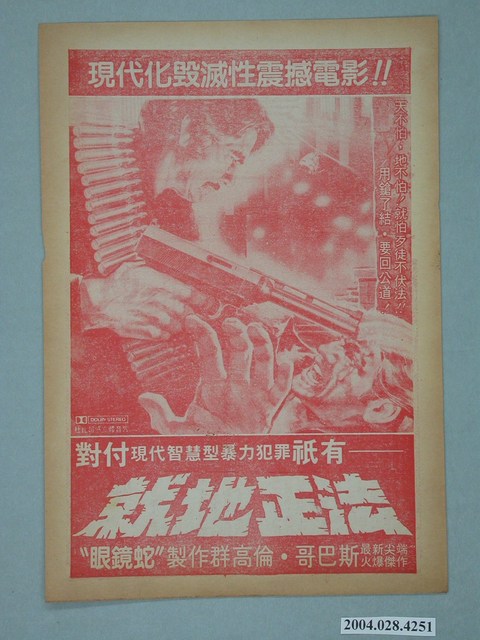 現代化毀滅性震撼電影!!
天不怕,地不怕!就怕歹徒不伏法!!
用鎗了結,要回公道!
DOLBY STEREO
對付現代智慧型暴力犯罪祇有──
就地正法
“眼鏡蛇”製作群高倫·哥巴斯最新尖端火爆傑作
2004.028.4251